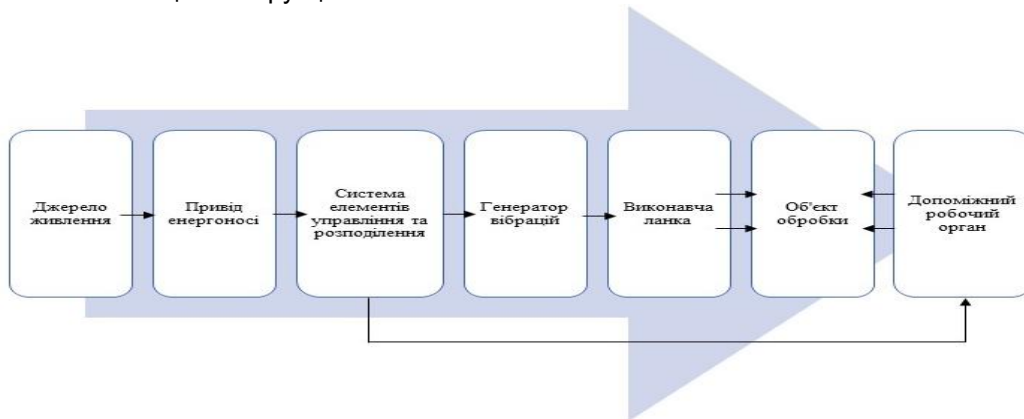 Джерело
живлення
Привід
енергоносі
Система
елементів
управління та
розподілення
Генератор
вібрацій
Виконавча
ланка
Об'єкт
обробки
Допоміжний
робочий
орган